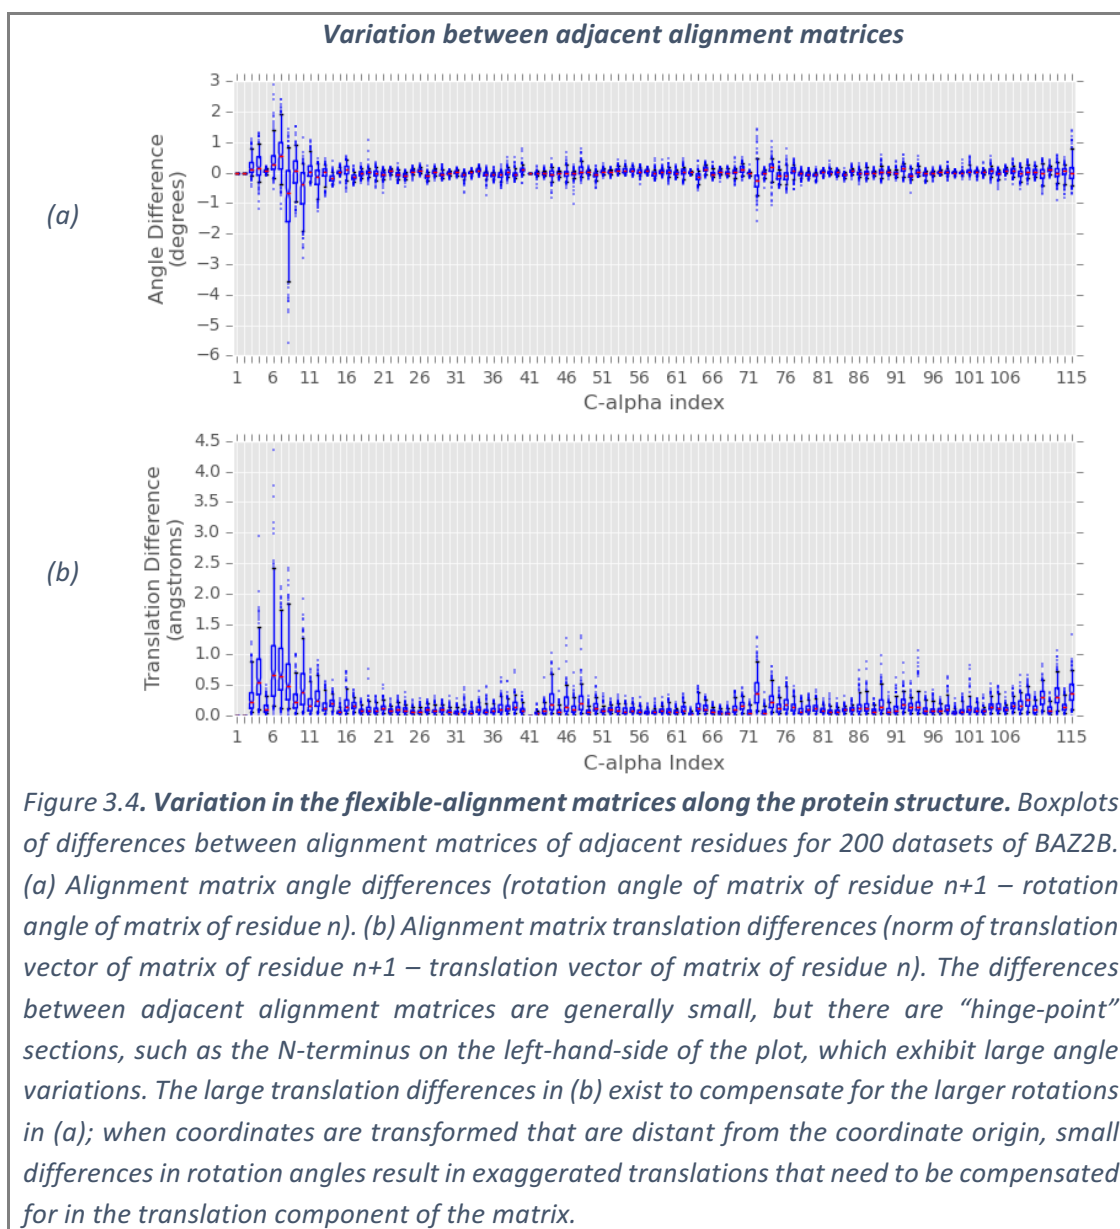 Variation between adjacent alignment matrices
(a)
Angle Difference
(degrees)
3
2
1
0
−1
−2
−3
−4
−5
−6
1 6 11 16 21 26 31 36 41 46 51 56 61 66 71 76 81 86 91 96 101 106 115
C-alpha index
(b)
Translation Difference
(angstroms)
4.5
4.0
3.5
3.0
2.5
2.0
1.5
1.0
0.5
0.0
1 6 11 16 21 26 31 36 41 46 51 56 61 66 71 76 81 86 91 96 101 106 115
C-alpha Index
Figure 3.4. Variation in the flexible-alignment matrices along the protein structure. Boxplots
of differences between alignment matrices of adjacent residues for 200 datasets of BAZ2B.
(a) Alignment matrix angle differences (rotation angle of matrix of residue n+1 – rotation
angle of matrix of residue n). (b) Alignment matrix translation differences (norm of translation
vector of matrix of residue n+1 – translation vector of matrix of residue n). The differences
between adjacent alignment matrices are generally small, but there are “hinge-point”
sections, such as the N-terminus on the left-hand-side of the plot, which exhibit large angle
variations. The large translation differences in (b) exist to compensate for the larger rotations
in (a); when coordinates are transformed that are distant from the coordinate origin, small
differences in rotation angles result in exaggerated translations that need to be compensated
for in the translation component of the matrix.